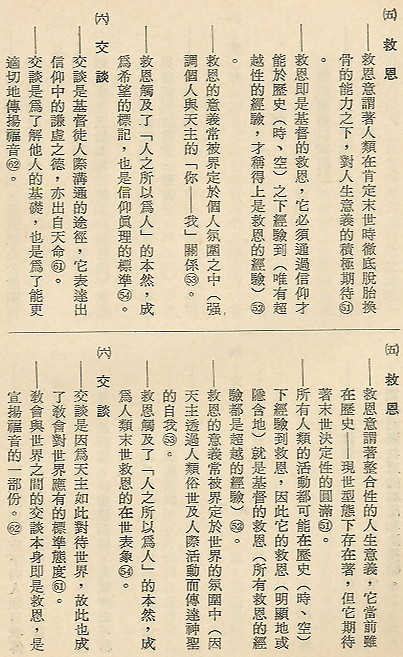 ㈤ 救恩
——救恩意謂著人類在肯定末世時徹底脫胎換
骨的能力之下，對人生意義的積極期待㊿。
——救恩即是基督的救恩，它必須通過信仰才
能於歷史（時、空）之下經驗到（唯有超
越性的經驗，才稱得上是救恩的經驗）52
。
——救恩的意義常被界定於個人氛圍之中（强
調個人與天主的「你——我」關係53。
——救恩觸及了「人之所以爲人」的本然，成
爲希望的標記，也是信仰眞理的標準54。
㈥ 交談
——交談是基督徒人際溝通的途徑，它表達出
信仰中的謙虛之德，亦出自天命61。
——交談是爲了解他人的基礎，也是爲了能更
適切地傳揚福音62。
㈤ 救恩
——救恩意謂著整合性的人生意義，它當前雖
在歷史——現世型態下存在著，但它期待
著末世決定性的圓滿51。
——所有人類的活動都可能在歷史（時、空）
下經驗到救恩，因此它的救恩（明顯地或
隱含地）就是基督的救恩（所有救恩的經
驗都是超越的經驗）52。
——救恩的意義常被界定於世界的氛圍中（因
天主透過人類俗世及人際活動而傳達神聖
的自我53。
——救恩觸及了「人之所以爲人」的本然，成
爲人類末世救恩的在世表象54。
㈥ 交談
——交談是因爲天主如此對待世界，故此也成
了教會對世界應有的標準態度61。
——教會與世界之間的交談本身即是救恩，是
宣揚福音的一部份。62